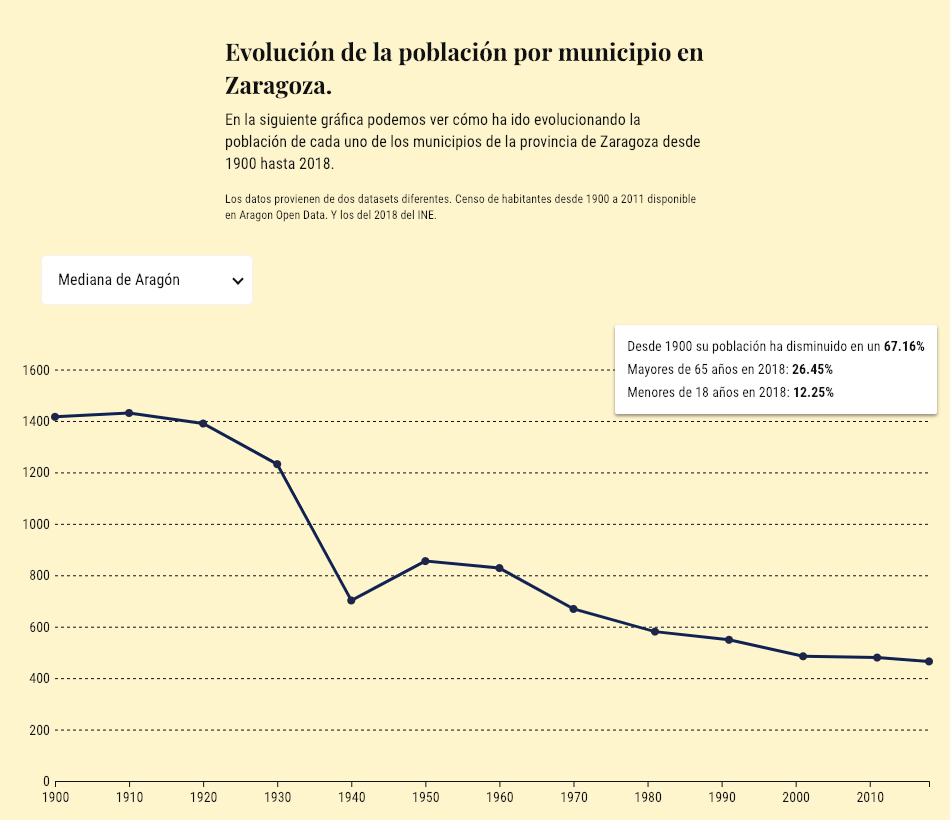 Evolución de la población por municipio en
Zaragoza.
En la siguiente gráfica podemos ver cómo ha ido evolucionando la
población de cada uno de los municipios de la provincia de Zaragoza desde
1900 hasta 2018.
Los datos provienen de dos datasets diferentes. Censo de habitantes desde 1900 a 2011 disponible
en Aragon Open Data. Y los del 2018 del INE.
Mediana de Aragón
Desde 1900 su población ha disminuido en un 67.16%
Mayores de 65 años en 2018: 26.45%
Menores de 18 años en 2018: 12.25%
1600
1400
1200
1000
800
600
400
200
0
1900 1910 1920 1930 1940 1950 1960 1970 1980 1990 2000 2010